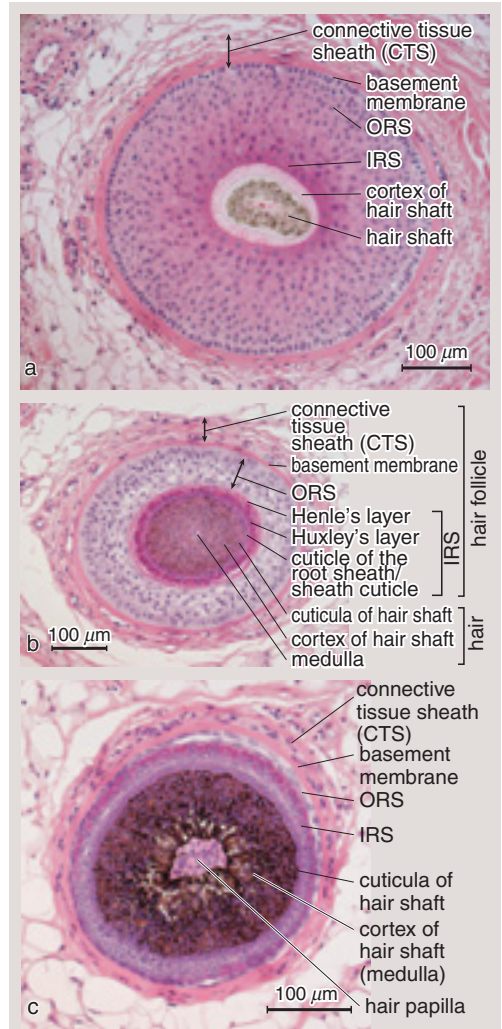 connective tissue
sheath (CTS)
basement
membrane
ORS
IRS
cortex of
hair shaft
hair shaft
100 µm
a
connective
tissue
sheath (CTS)
basement membrane
ORS
Henle's layer
Huxley's layer
cuticle of the
root sheath/
sheath cuticle
IRS
hair follicle
cuticula of hair shaft
cortex of hair shaft
medulla
hair
100 µm
b
connective
tissue sheath
(CTS)
basement
membrane
ORS
IRS
cuticula of
hair shaft
cortex of
hair shaft
(medulla)
hair papilla
100 µm
c